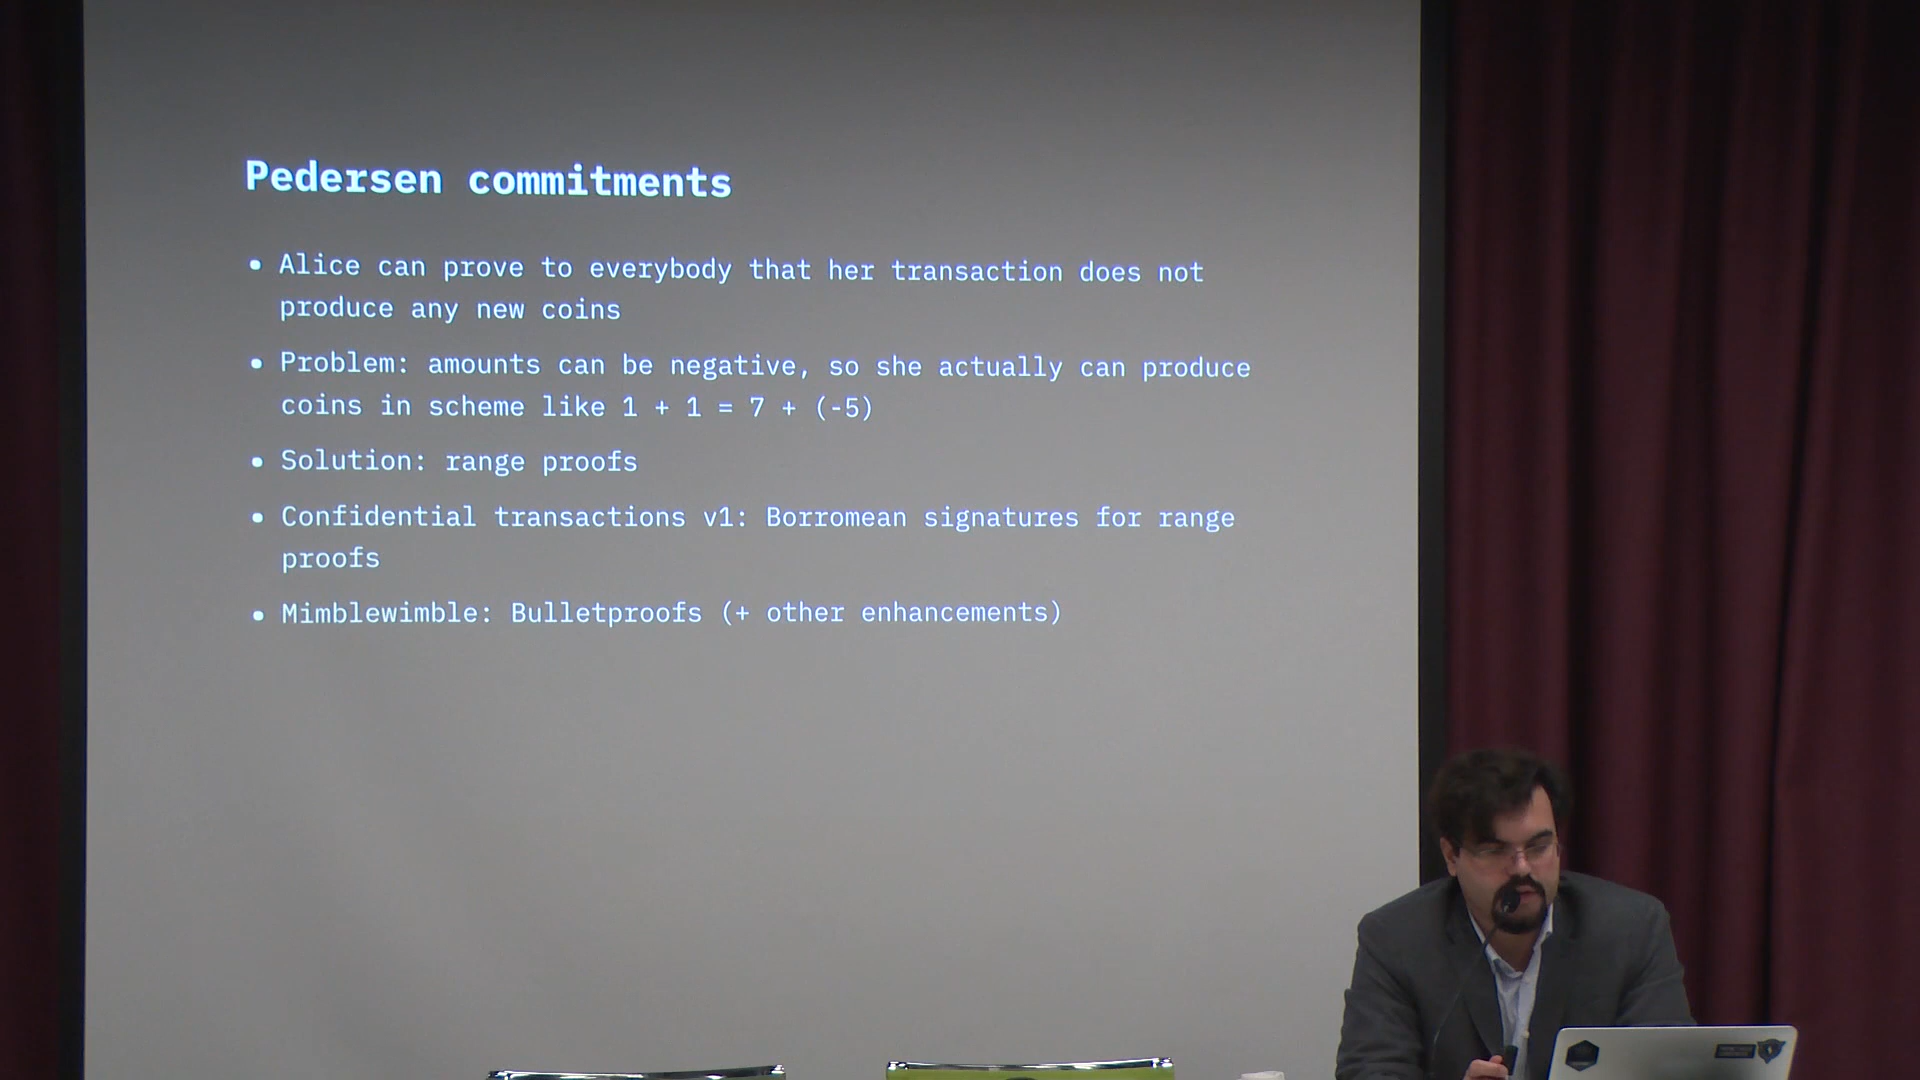 Pedersen commitments
• Alice can prove to everybody that her transaction does not
produce any new coins
• Problem: amounts can be negative, so she actually can produce
coins in scheme like 1 + 1 = 7 + (-5)
• Solution: range proofs
• Confidential transactions v1: Borromean signatures for range
proofs
• Mimblewimble: Bulletproofs (+ other enhancements)